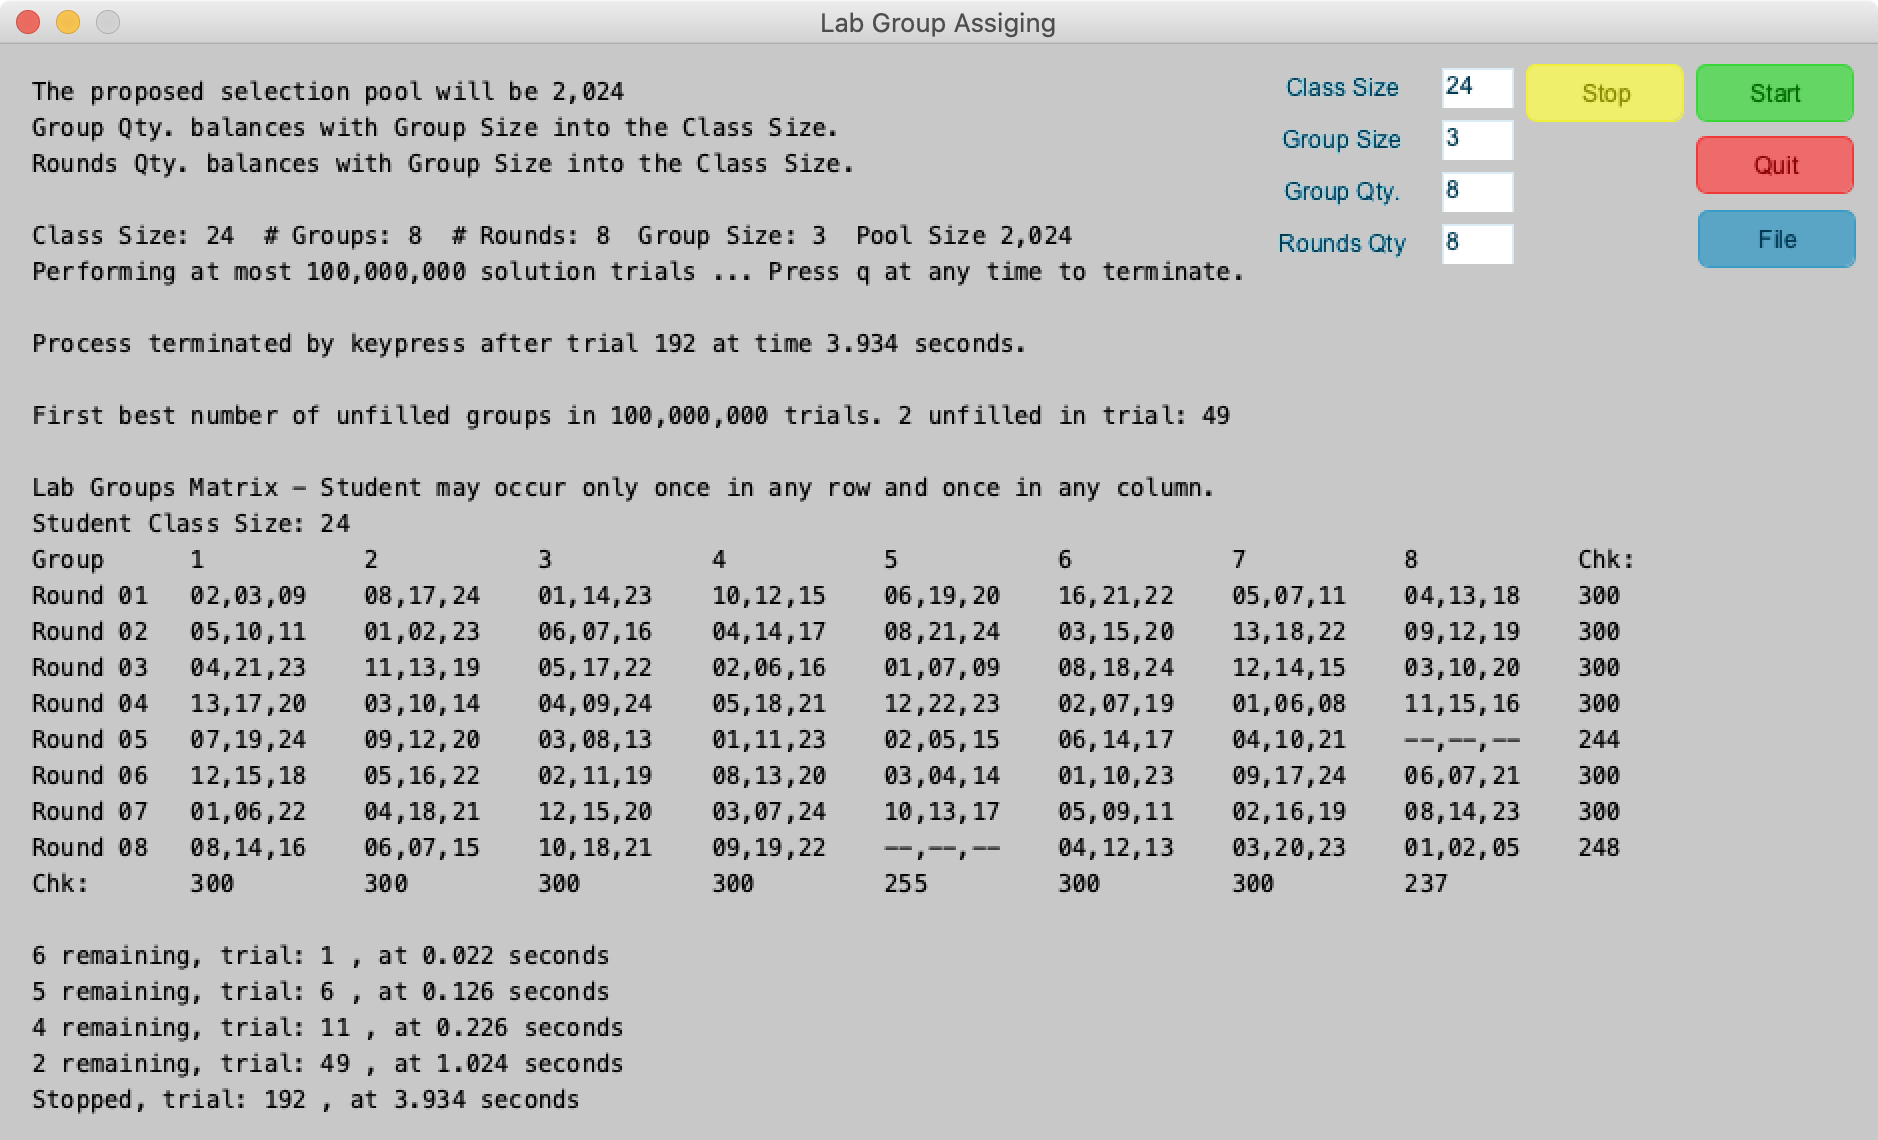 Lab Group Assiging
The proposed selection pool will be 2,024
Group Qty. balances with Group Size into the Class Size.
Rounds Qty. balances with Group Size into the Class Size.
Class Size: 24  # Groups: 8  # Rounds: 8  Group Size: 3  Pool Size 2,024
Performing at most 100,000,000 solution trials ... Press q at any time to terminate.
Process terminated by keypress after trial 192 at time 3.934 seconds.
First best number of unfilled groups in 100,000,000 trials. 2 unfilled in trial: 49
Class Size 24 Stop Start
Group Size 3 Quit
Group Qty. 8
Rounds Qty 8 File
Lab Groups Matrix – Student may occur only once in any row and once in any column.
Student Class Size: 24
Group 1 2 3 4 5 6 7 8 Chk:
Round 01 02,03,09 08,17,24 01,14,23 10,12,15 06,19,20 16,21,22 05,07,11 04,13,18 300
Round 02 05,10,11 01,02,23 06,07,16 04,14,17 08,21,24 03,15,20 13,18,22 09,12,19 300
Round 03 04,21,23 11,13,19 05,17,22 02,06,16 01,07,09 08,18,24 12,14,15 03,10,20 300
Round 04 13,17,20 03,10,14 04,09,24 05,18,21 12,22,23 02,07,19 01,06,08 11,15,16 300
Round 05 07,19,24 09,12,20 03,08,13 01,11,23 02,05,15 06,14,17 04,10,21 --,--,-- 244
Round 06 12,15,18 05,16,22 02,11,19 08,13,20 03,04,14 01,10,23 09,17,24 06,07,21 300
Round 07 01,06,22 04,18,21 12,15,20 03,07,24 10,13,17 05,09,11 02,16,19 08,14,23 300
Round 08 08,14,16 06,07,15 10,18,21 09,19,22 --,--,-- 04,12,13 03,20,23 01,02,05 248
Chk: 300 300 300 300 255 300 300 237
6 remaining, trial: 1 , at 0.022 seconds
5 remaining, trial: 6 , at 0.126 seconds
4 remaining, trial: 11 , at 0.226 seconds
2 remaining, trial: 49 , at 1.024 seconds
Stopped, trial: 192 , at 3.934 seconds